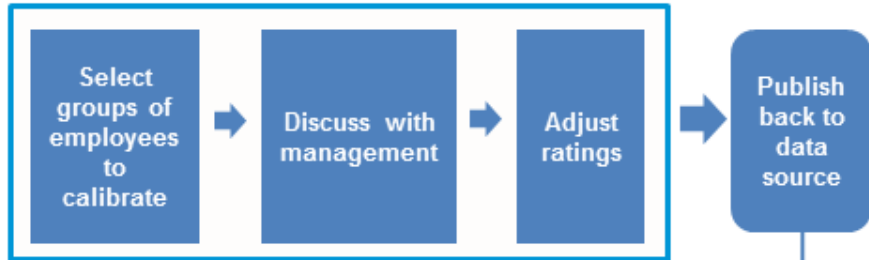 Select
groups of
employees
to
calibrate
Discuss with
management
Adjust
ratings
Publish
back to
data
source